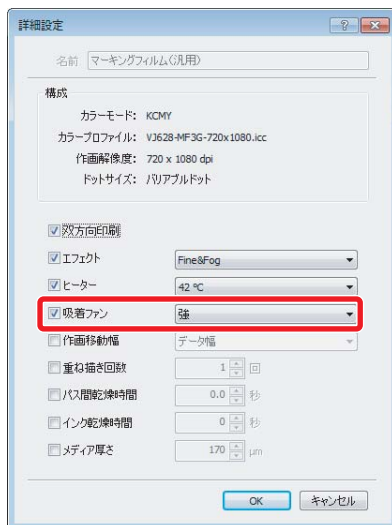 詳細設定
名前 マーキングフィルム(汎用)
構成
カラーモード: KCMY
カラープロファイル: VJ628-MF3G-720x1080.icc
作画解像度: 720 x 1080 dpi
ドットサイズ: バリアブルドット
双方向印刷
エフェクト Fine&Fog
ヒーター 42 ℃
吸着ファン 強
作画移動幅 データ幅
重ね描き回数 1 回
パス間乾燥時間 0.0 秒
インク乾燥時間 0 秒
メディア厚さ 170 μm
OK キャンセル